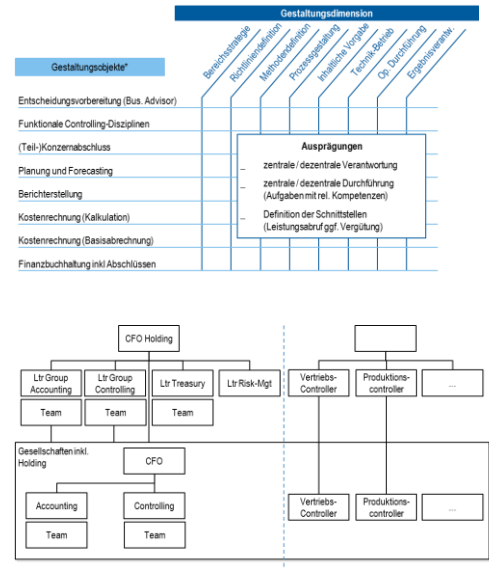 Gestaltungsdimension
Bereichsstrategie
Richtliniendefinition
Methodendefinition
Prozessgestaltung
Inhaltliche Vorgabe
Technik-Betrieb
Op. Durchführung
Ergebnisverantw.
Gestaltungsobjekte*
Entscheidungsvorbereitung (Bus. Advisor)
Funktionale Controlling-Disziplinen
(Teil-)Konzernabschluss
Planung und Forecasting
Berichterstellung
Kostenrechnung (Kalkulation)
Kostenrechnung (Basisabrechnung)
Finanzbuchhaltung inkl Abschlüssen
Ausprägungen
– zentrale / dezentrale Verantwortung
– zentrale / dezentrale Durchführung
(Aufgaben mit rel. Kompetenzen)
– Definition der Schnittstellen
(Leistungsabruf ggf. Vergütung)
CFO Holding
Ltr Group
Accounting
Team
Ltr Group
Controlling
Team
Ltr Treasury
Team
Ltr Risk-Mgt
Vertriebs-
Controller
Produktions-
controller
...
Gesellschaften inkl.
Holding
CFO
Accounting
Team
Controlling
Team
Vertriebs-
Controller
Produktions-
controller
...